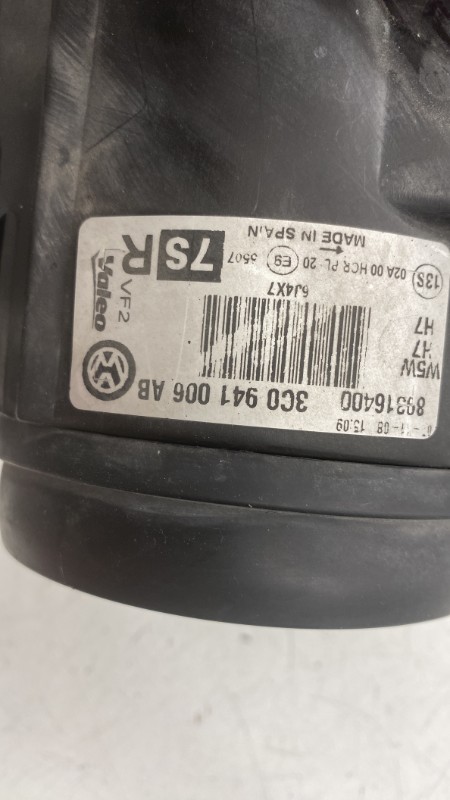 15:09
89316400
3C0 941 006 AB
W5W
H7
H7
6J4X7
13S
02A 00 HCR PL 20 E9 3507
MADE IN SPAIN
7S R
VF2
Valeo